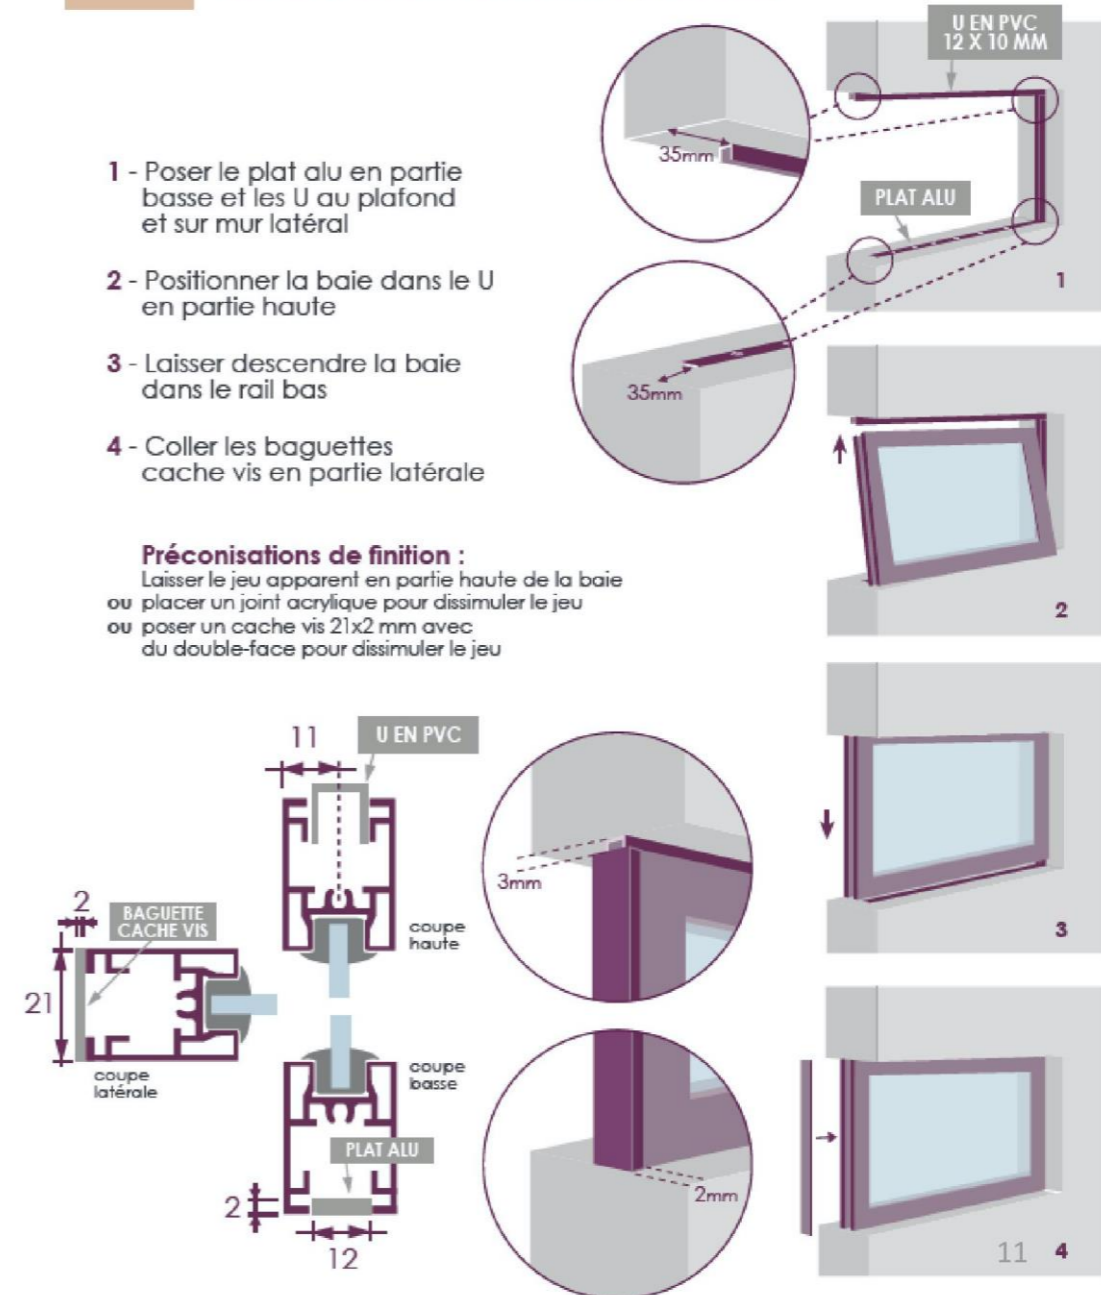 1 - Poser le plat alu en partie
basse et les U au plafond
et sur mur latéral
2 - Positionner la baie dans le U
en partie haute
3 - Laisser descendre la baie
dans le rail bas
4 - Coller les baguettes
cache vis en partie latérale
Préconisations de finition :
Laisser le jeu apparent en partie haute de la baie
ou placer un joint acrylique pour dissimuler le jeu
ou poser un cache vis 21x2 mm avec
du double-face pour dissimuler le jeu
U EN PVC
12 X 10 MM
35mm
PLAT ALU
1
35mm
2
3
11
U EN PVC
coupe
haute
2
BAGUETTE
CACHE VIS
21
coupe
latérale
coupe
basse
PLAT ALU
2
12
3mm
2mm
11
4